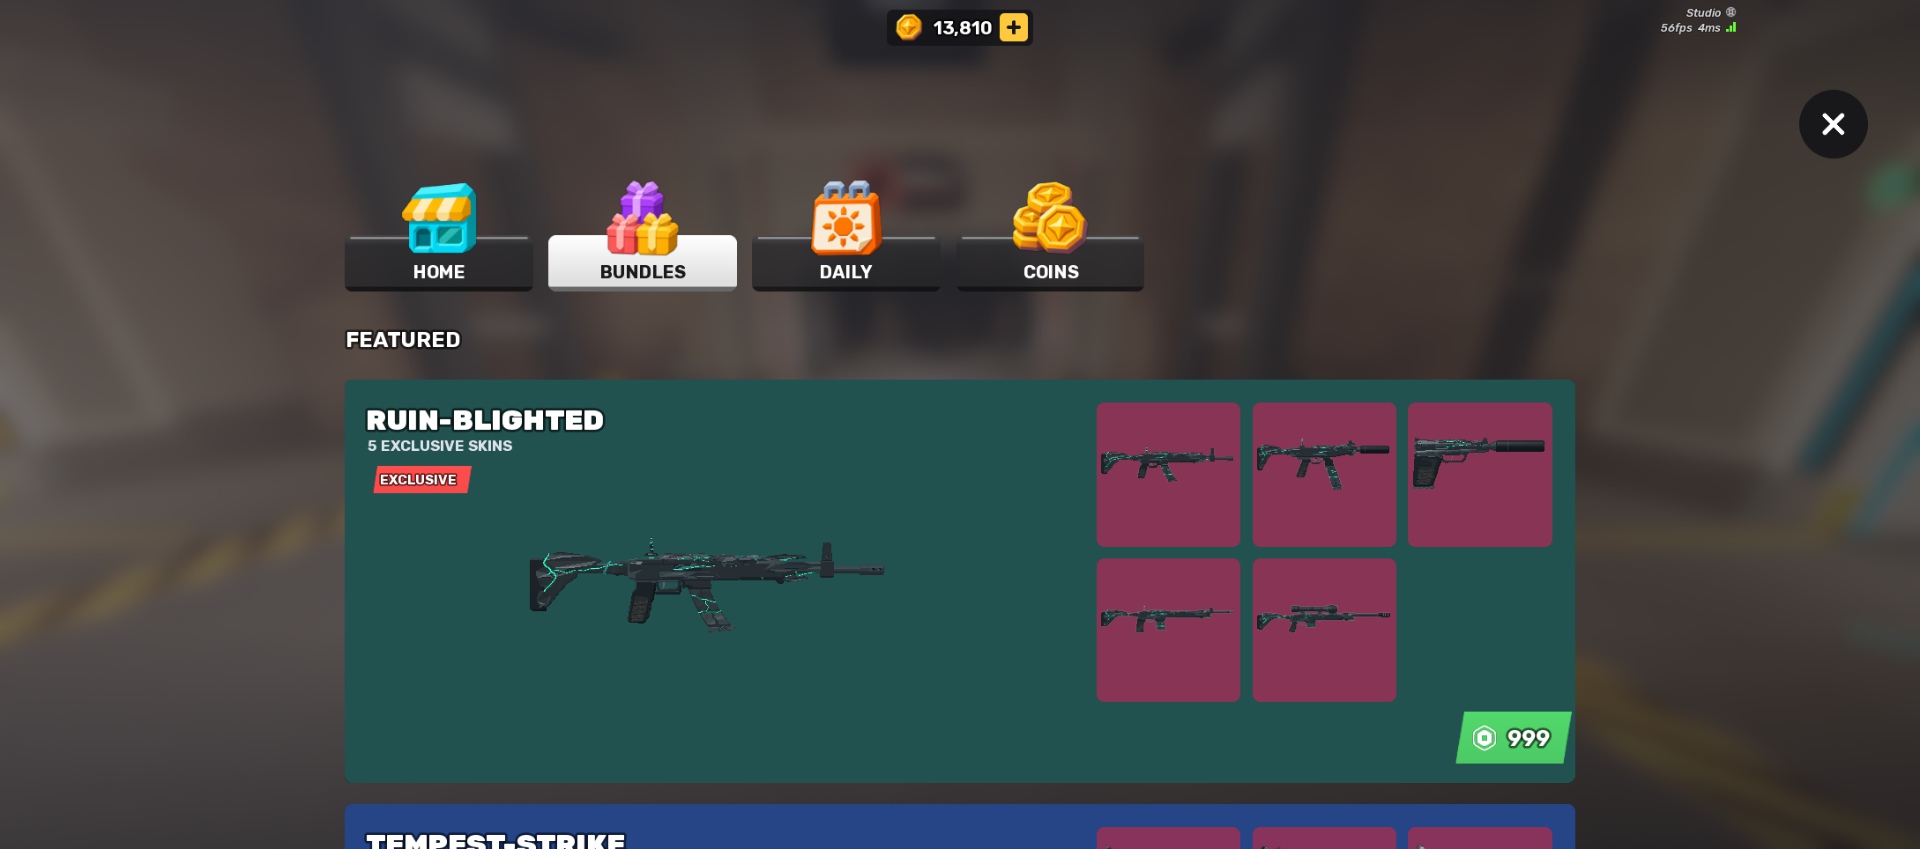 13,810
Studio
56fps 4ms
HOME
BUNDLES
DAILY
COINS
FEATURED
RUIN-BLIGHTED
5 EXCLUSIVE SKINS
EXCLUSIVE
999
TEMPEST-STRIKE